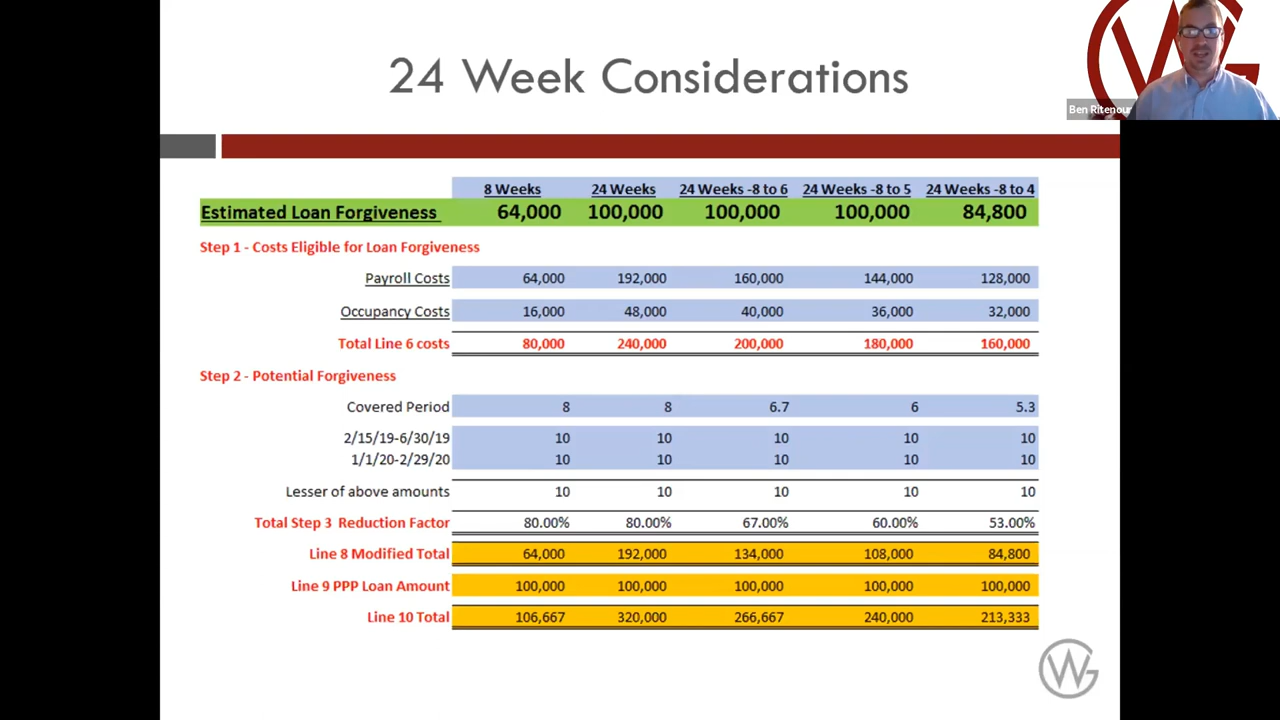 24 Week Considerations
Ben Ritenour
8 Weeks 24 Weeks 24 Weeks -8 to 6 24 Weeks -8 to 5 24 Weeks -8 to 4
Estimated Loan Forgiveness 64,000 100,000 100,000 100,000 84,800
Step 1 - Costs Eligible for Loan Forgiveness
Payroll Costs 64,000 192,000 160,000 144,000 128,000
Occupancy Costs 16,000 48,000 40,000 36,000 32,000
Total Line 6 costs 80,000 240,000 200,000 180,000 160,000
Step 2 - Potential Forgiveness
Covered Period 8 8 6.7 6 5.3
2/15/19-6/30/19 10 10 10 10 10
1/1/20-2/29/20 10 10 10 10 10
Lesser of above amounts 10 10 10 10 10
Total Step 3 Reduction Factor 80.00% 80.00% 67.00% 60.00% 53.00%
Line 8 Modified Total 64,000 192,000 134,000 108,000 84,800
Line 9 PPP Loan Amount 100,000 100,000 100,000 100,000 100,000
Line 10 Total 106,667 320,000 266,667 240,000 213,333
WG